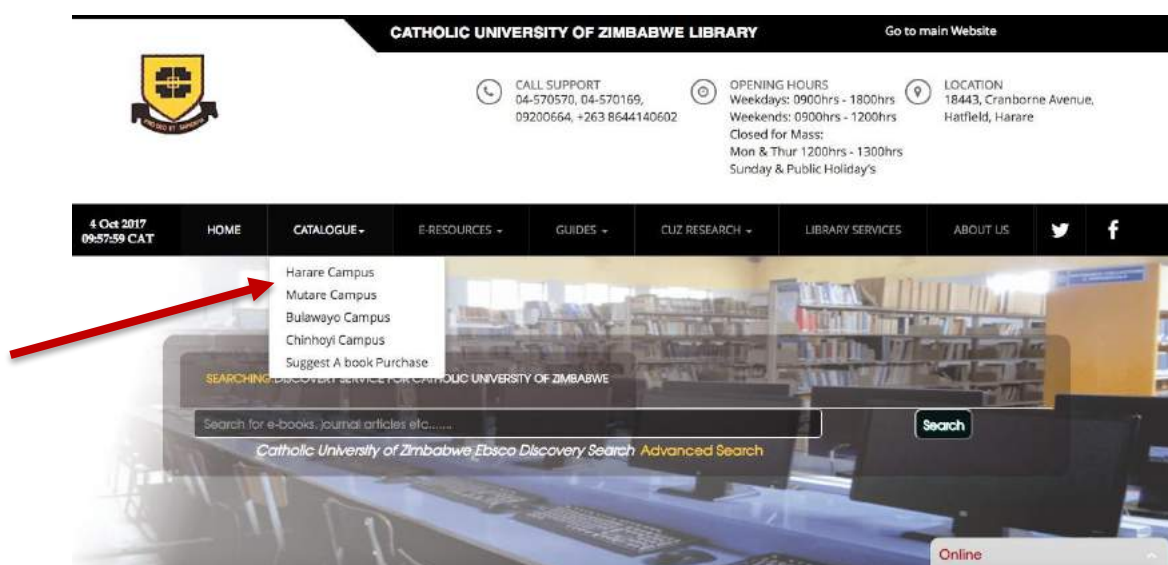 CATHOLIC UNIVERSITY OF ZIMBABWE LIBRARY
Go to main Website
CALL SUPPORT
04-570570, 04-570169,
09200664, +263 8644140602
OPENING HOURS
Weekdays: 0900hrs - 1800hrs
Weekends: 0900hrs - 1200hrs
Closed for Mass:
Mon & Thur 1200hrs - 1300hrs
Sunday & Public Holiday's
LOCATION
18443, Cranborne Avenue,
Hatfield, Harare
PRO DEO ET SAPIENTIA
4 Oct 2017
09:57:59 CAT
HOME
CATALOGUE
E-RESOURCES
GUIDES
CUZ RESEARCH
LIBRARY SERVICES
ABOUT US
Harare Campus
Mutare Campus
Bulawayo Campus
Chinhoyi Campus
Suggest A book Purchase
SEARCHING DISCOVERY SERVICE FOR CATHOLIC UNIVERSITY OF ZIMBABWE
Search for e-books, journal articles etc.......
Search
Catholic University of Zimbabwe Ebsco Discovery Search Advanced Search
Online